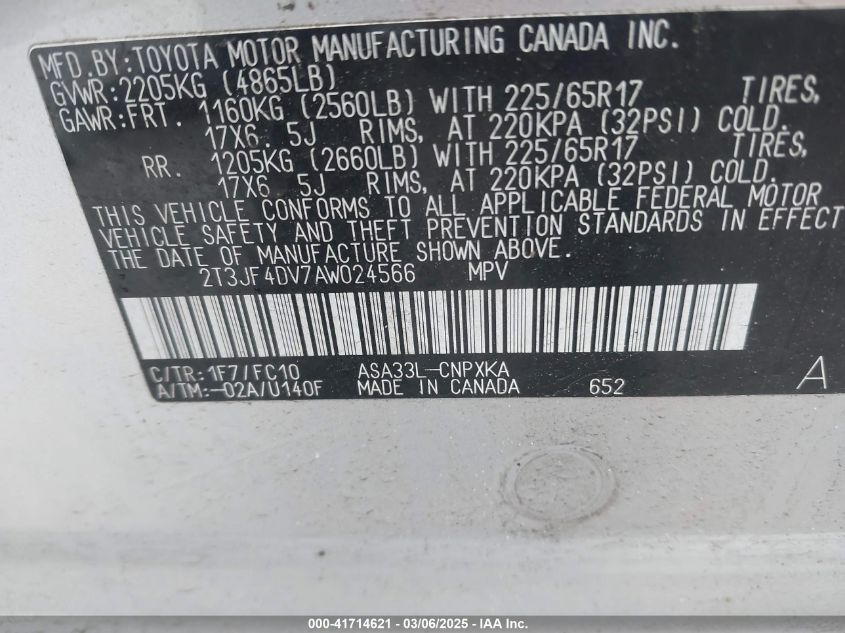 MFD.BY:TOYOTA MOTOR MANUFACTURING CANADA INC.
GVWR:2205KG (4865LB)
GAWR:FRT. 1160KG (2560LB) WITH 225/65R17 TIRES,
17X6.5J RIMS, AT 220KPA (32PSI) COLD.
RR. 1205KG (2660LB) WITH 225/65R17 TIRES,
17X6.5J RIMS, AT 220KPA (32PSI) COLD.
THIS VEHICLE CONFORMS TO ALL APPLICABLE FEDERAL MOTOR
VEHICLE SAFETY AND THEFT PREVENTION STANDARDS IN EFFECT
THE DATE OF MANUFACTURE SHOWN ABOVE.
2T3JF4DV7AW024566 MPV
C/TR:1F7/FC10 ASA33L-CNPXKA
A/TM:-02A/U140F MADE IN CANADA 652 A
000-41714621 - 03/06/2025 - IAA Inc.